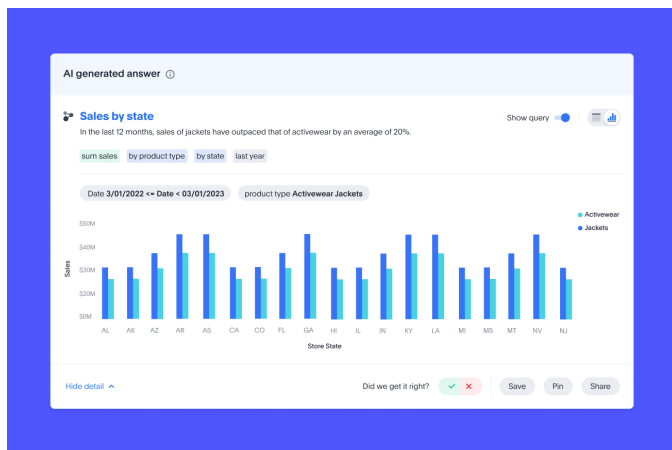 AI generated answer
Sales by state
Show query
In the last 12 months, sales of jackets have outpaced that of activewear by an average of 20%.
sum sales by product type by state last year
Date 3/01/2022 <= Date < 03/01/2023 product type Activewear Jackets
Activewear
Jackets
$50M
$40M
$30M
$20M
$0M
Sales
AL AK AZ AR AS CA CO FL GA HI IL IN KY LA MI MS MT NV NJ
Store State
Hide detail Did we get it right? Save Pin Share